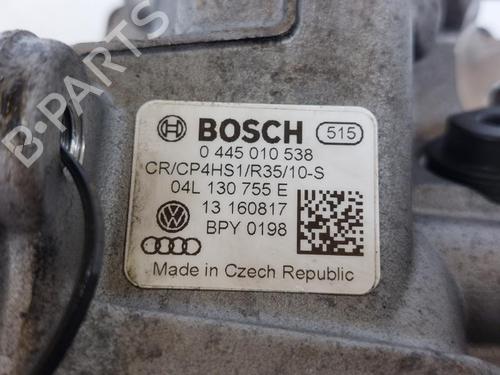 B-PARTS
BOSCH 515
0 445 010 538
CR/CP4HS1/R35/10-S
04L 130 755 E
13 160817
BPY 0198
Made in Czech Republic